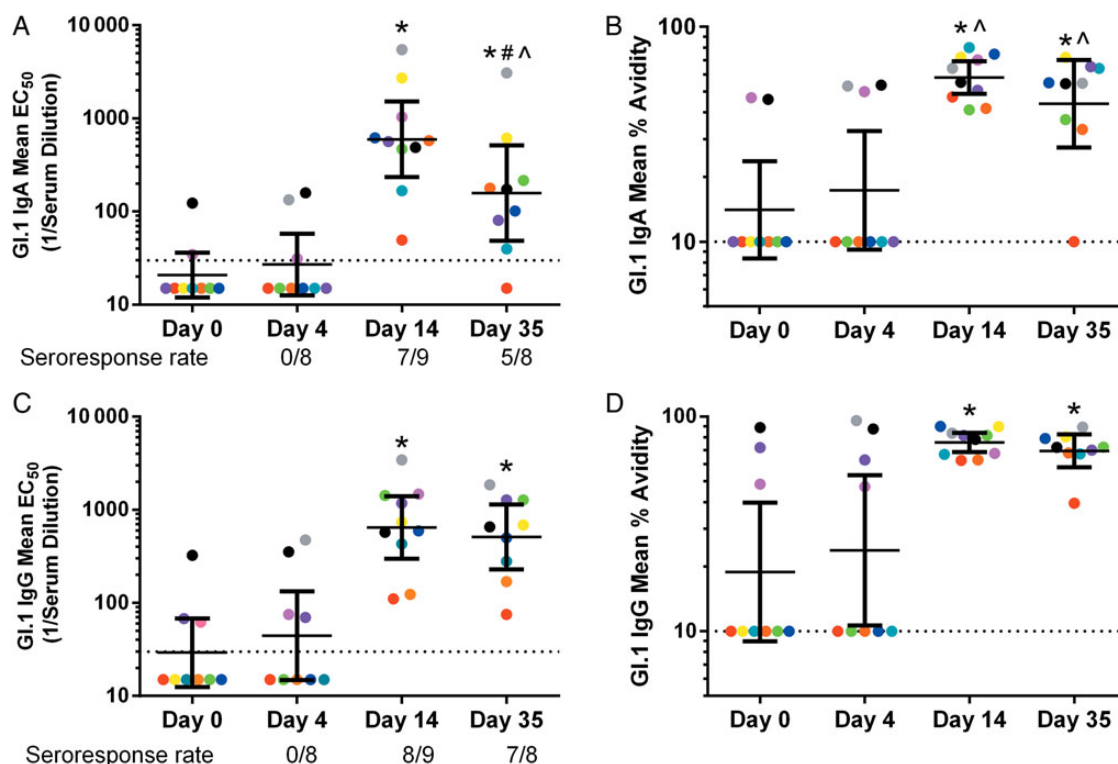 A
GI.1 IgA Mean EC50
(1/Serum Dilution)
10 000
1000
100
10
*
* # ^
Day 0 Day 4 Day 14 Day 35
Seroresponse rate 0/8 7/9 5/8
B
GI.1 IgA Mean % Avidity
100
10
* ^
* ^
Day 0 Day 4 Day 14 Day 35
C
GI.1 IgG Mean EC50
(1/Serum Dilution)
10 000
1000
100
10
*
*
Day 0 Day 4 Day 14 Day 35
Seroresponse rate 0/8 8/9 7/8
D
GI.1 IgG Mean % Avidity
100
10
*
*
Day 0 Day 4 Day 14 Day 35